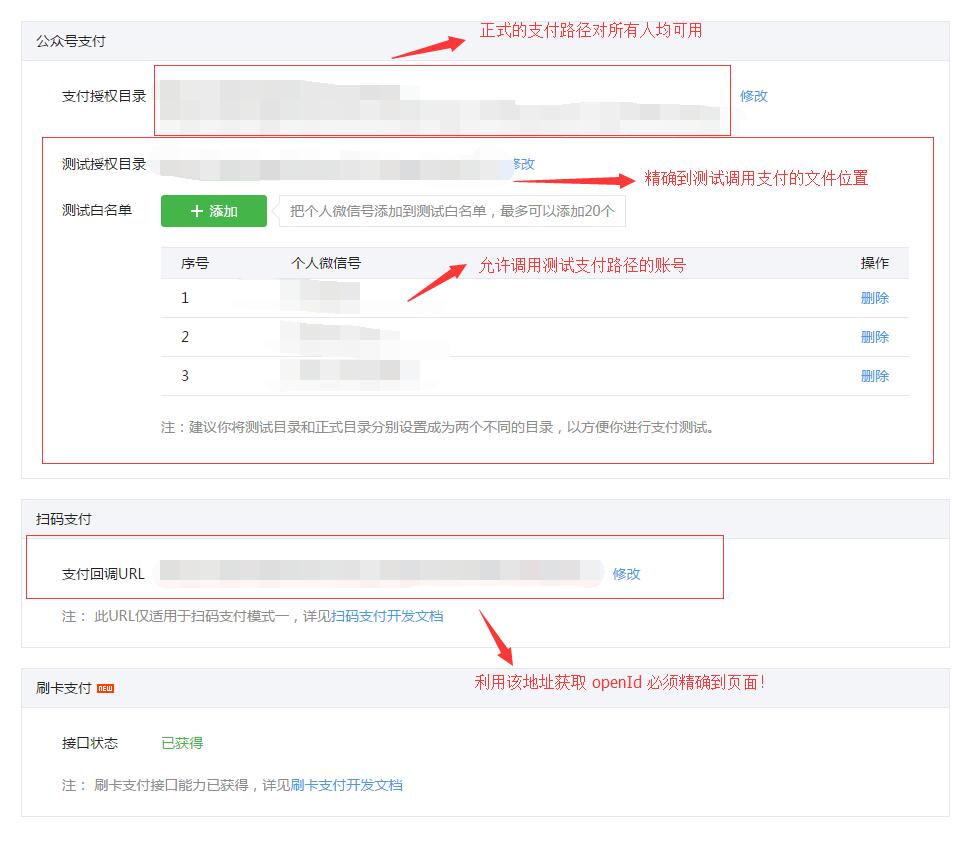 正式的支付路径对所有人均可用
公众号支付
支付授权目录
修改
测试授权目录
修改
精确到测试调用支付的文件位置
测试白名单
＋ 添加
把个人微信号添加到测试白名单，最多可以添加20个
序号 个人微信号 操作
允许调用测试支付路径的账号
1 删除
2 删除
3 删除
注：建议你将测试目录和正式目录分别设置成为两个不同的目录，以方便你进行支付测试。
扫码支付
支付回调URL
修改
注： 此URL仅适用于扫码支付模式一，详见扫码支付开发文档
利用该地址获取 openId 必须精确到页面！
刷卡支付 NEW
接口状态 已获得
注： 刷卡支付接口能力已获得，详见刷卡支付开发文档